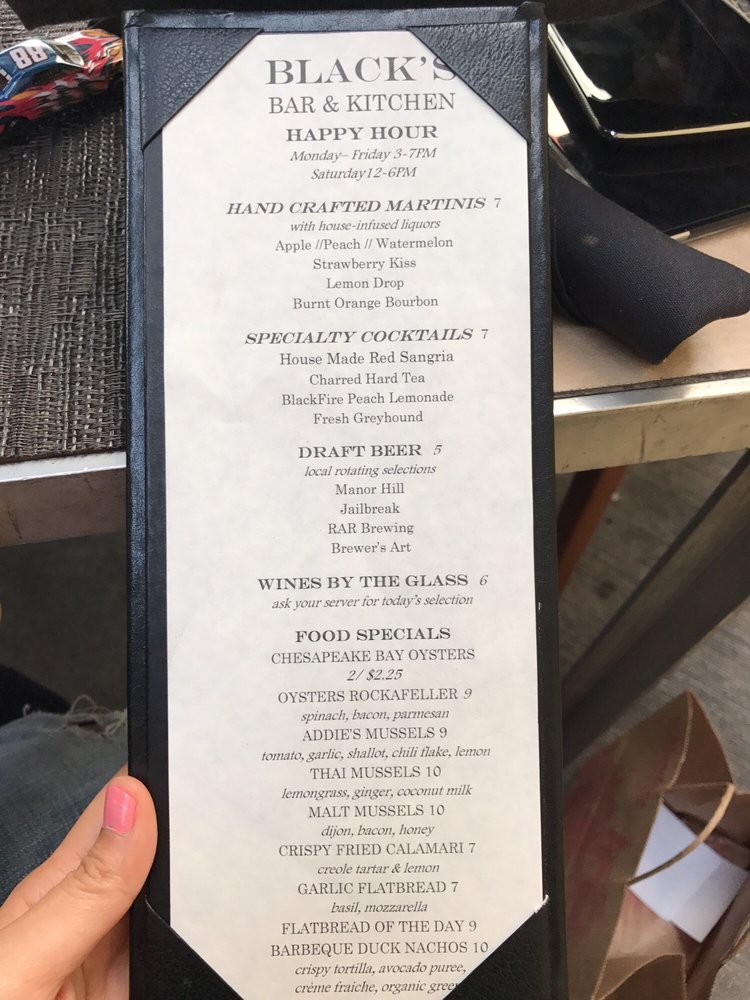 88
BLACK'S
BAR & KITCHEN
HAPPY HOUR
Monday– Friday 3-7PM
Saturday12-6PM
HAND CRAFTED MARTINIS 7
with house-infused liquors
Apple //Peach // Watermelon
Strawberry Kiss
Lemon Drop
Burnt Orange Bourbon
SPECIALTY COCKTAILS 7
House Made Red Sangria
Charred Hard Tea
BlackFire Peach Lemonade
Fresh Greyhound
DRAFT BEER 5
local rotating selections
Manor Hill
Jailbreak
RAR Brewing
Brewer's Art
WINES BY THE GLASS 6
ask your server for today's selection
FOOD SPECIALS
CHESAPEAKE BAY OYSTERS
2/ $2.25
OYSTERS ROCKAFELLER 9
spinach, bacon, parmesan
ADDIE'S MUSSELS 9
tomato, garlic, shallot, chili flake, lemon
THAI MUSSELS 10
lemongrass, ginger, coconut milk
MALT MUSSELS 10
dijon, bacon, honey
CRISPY FRIED CALAMARI 7
creole tartar & lemon
GARLIC FLATBREAD 7
basil, mozzarella
FLATBREAD OF THE DAY 9
BARBEQUE DUCK NACHOS 10
crispy tortilla, avocado puree,
crème fraiche, organic green